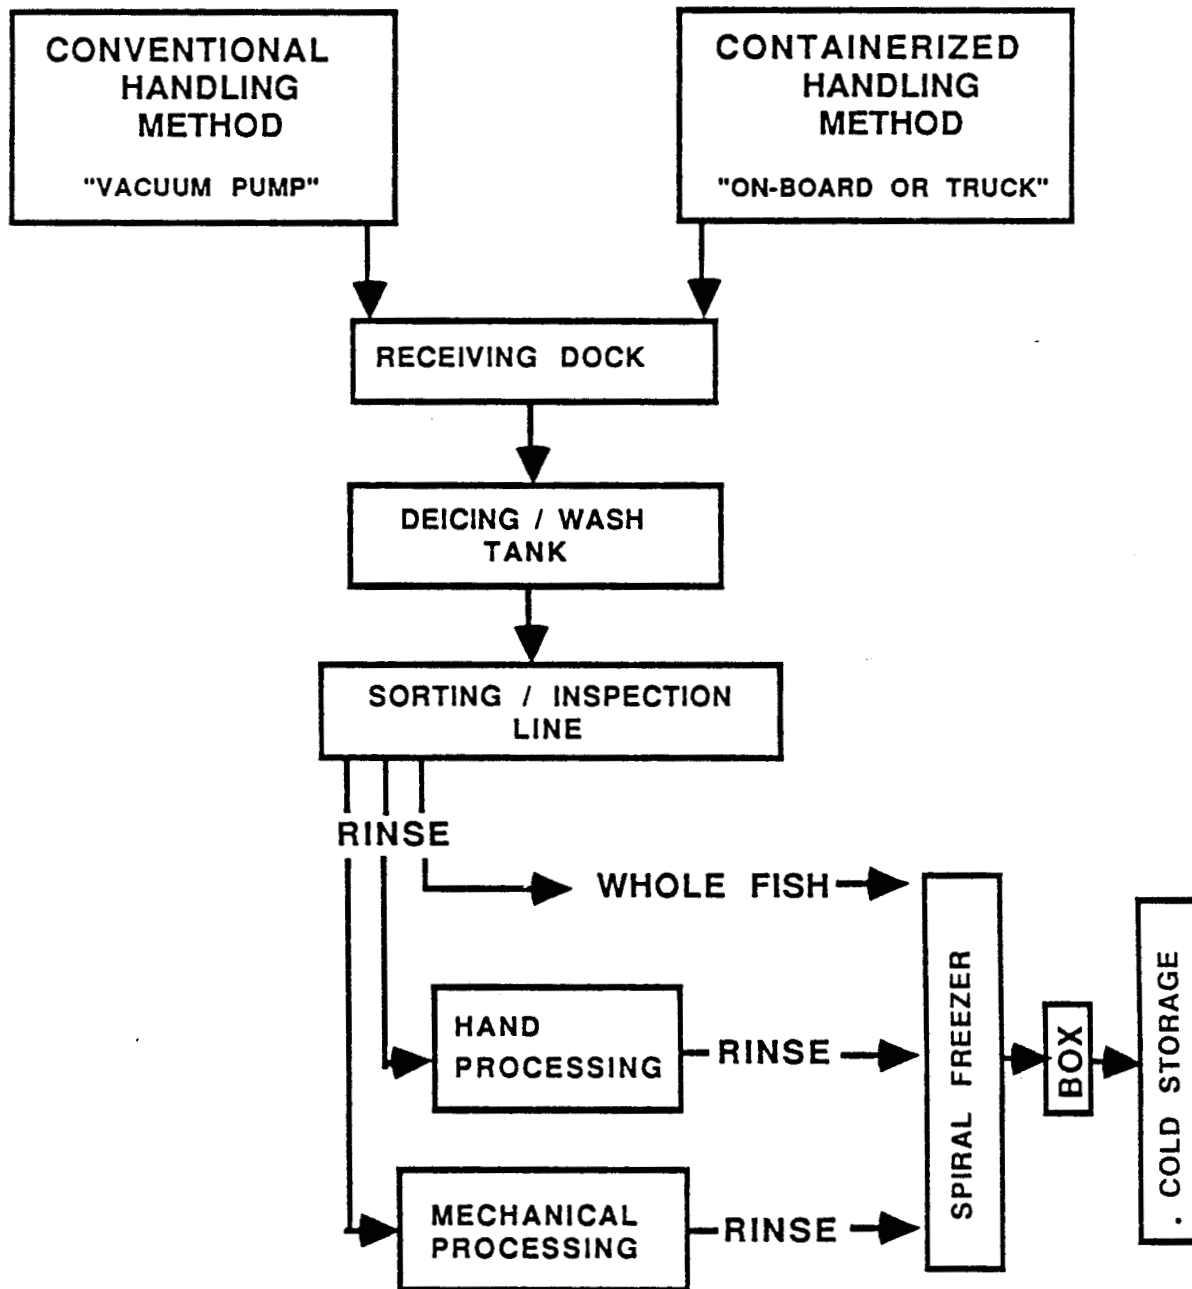 CONVENTIONAL
HANDLING
METHOD
"VACUUM PUMP"
CONTAINERIZED
HANDLING
METHOD
"ON-BOARD OR TRUCK"
RECEIVING DOCK
DEICING / WASH
TANK
SORTING / INSPECTION
LINE
RINSE
WHOLE FISH
HAND
PROCESSING
RINSE
MECHANICAL
PROCESSING
RINSE
SPIRAL FREEZER
BOX
COLD STORAGE